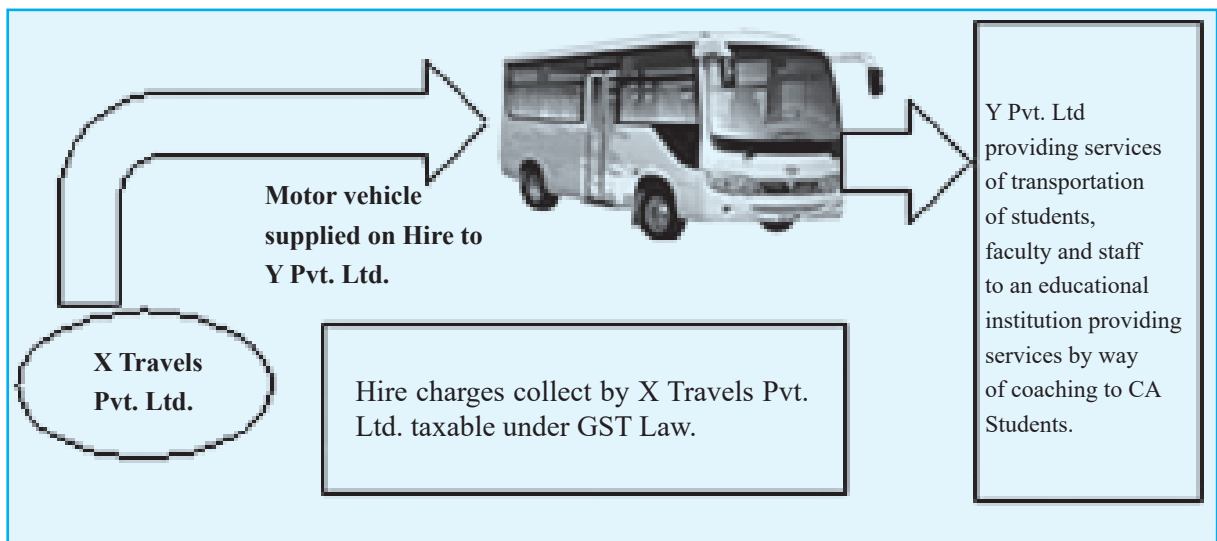 Motor vehicle
supplied on Hire to
Y Pvt. Ltd.
X Travels
Pvt. Ltd.
Hire charges collect by X Travels Pvt.
Ltd. taxable under GST Law.
Y Pvt. Ltd
providing services
of transportation
of students,
faculty and staff
to an educational
institution providing
services by way
of coaching to CA
Students.